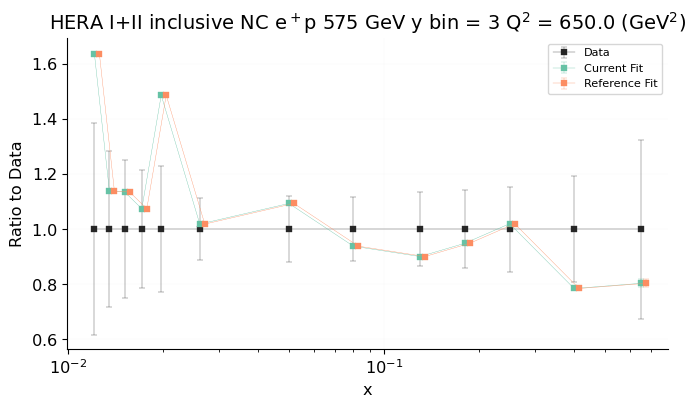 HERA I+II inclusive NC e⁺p 575 GeV y bin = 3 Q² = 650.0 (GeV²)
Data
Current Fit
Reference Fit
Ratio to Data
1.6
1.4
1.2
1.0
0.8
0.6
10⁻²
10⁻¹
x